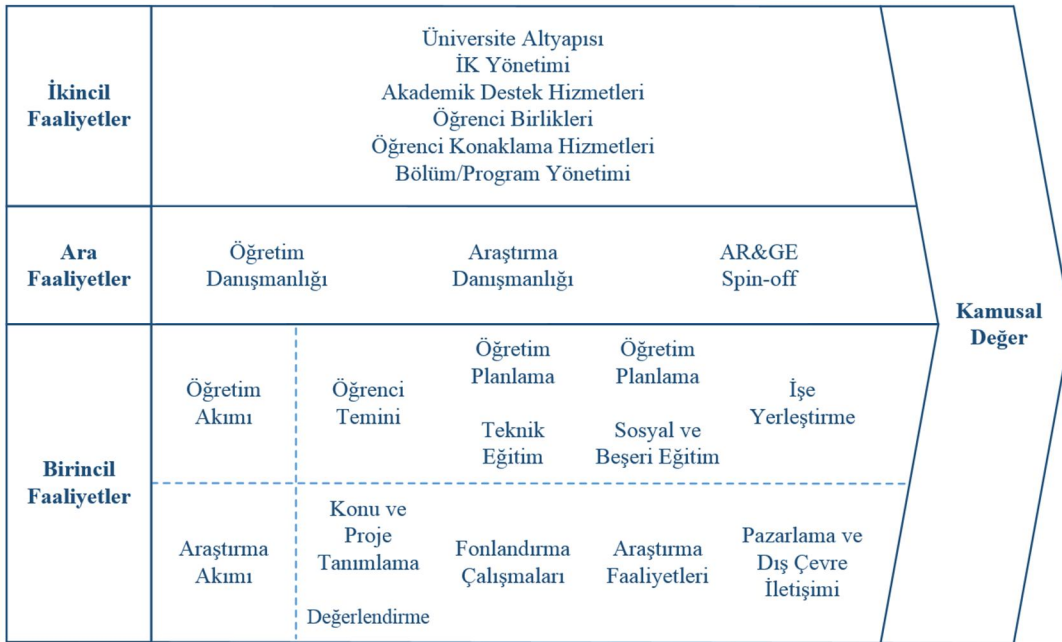 İkincil
Faaliyetler
Üniversite Altyapısı
İK Yönetimi
Akademik Destek Hizmetleri
Öğrenci Birlikleri
Öğrenci Konaklama Hizmetleri
Bölüm/Program Yönetimi
Ara
Faaliyetler
Öğretim
Danışmanlığı
Araştırma
Danışmanlığı
AR&GE
Spin-off
Kamusal
Değer
Birincil
Faaliyetler
Öğretim
Akımı
Öğrenci
Temini
Öğretim
Planlama
Teknik
Eğitim
Öğretim
Planlama
Sosyal ve
Beşeri Eğitim
İşe
Yerleştirme
Araştırma
Akımı
Konu ve
Proje
Tanımlama
Değerlendirme
Fonlandırma
Çalışmaları
Araştırma
Faaliyetleri
Pazarlama ve
Dış Çevre
İletişimi